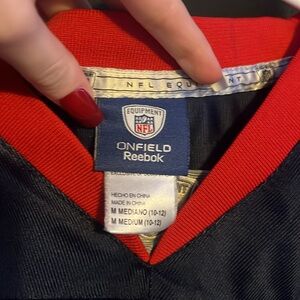 NFL EQUIPMENT
EQUIPMENT
NFL
ONFIELD
Reebok
HECHO EN CHINA
MADE IN CHINA
M MEDIANO (10-12)
M MEDIUM (10-12)